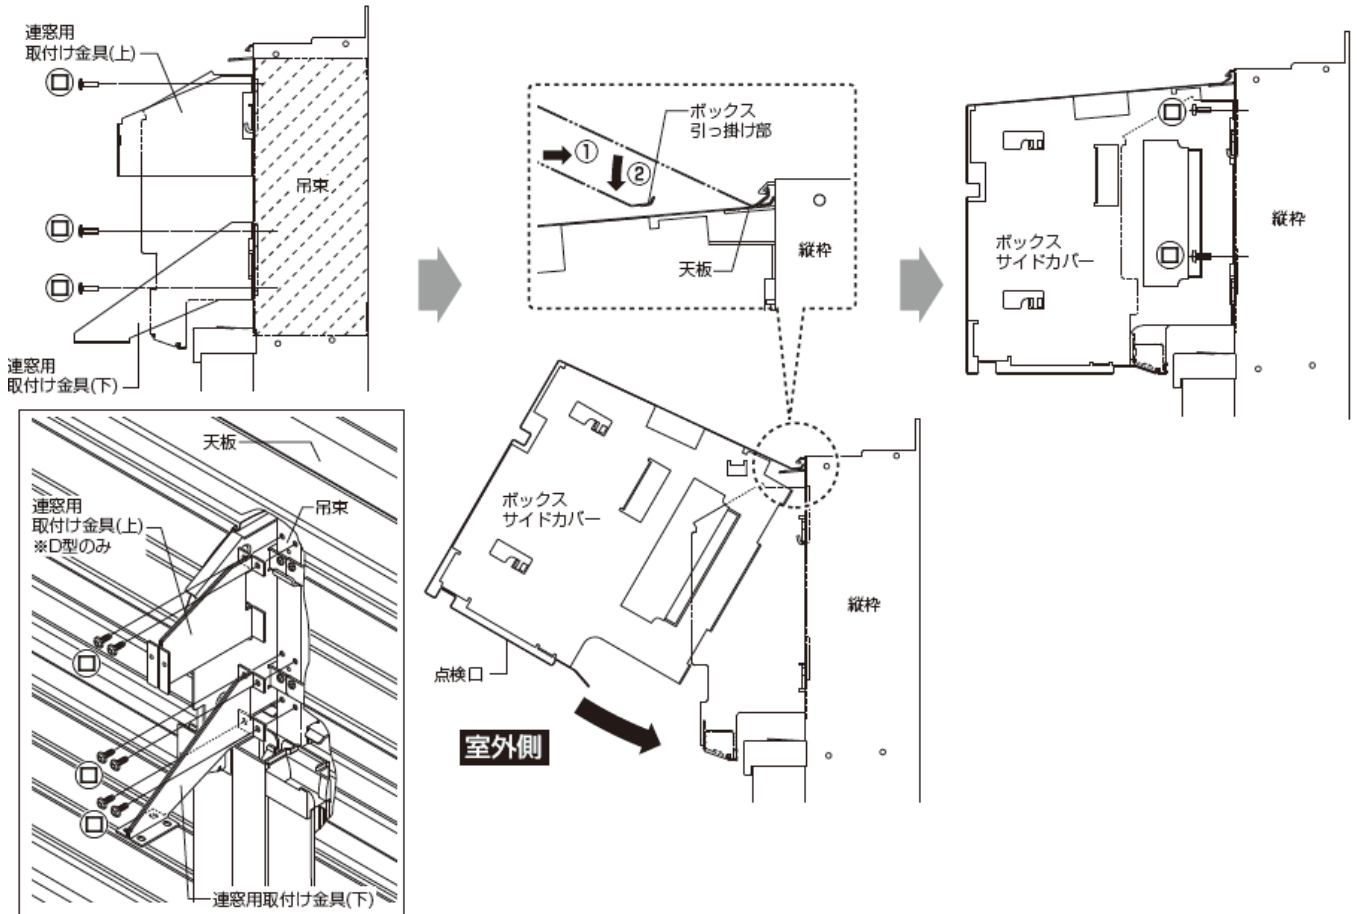 連窓用
取付け金具(上)
吊束
連窓用
取付け金具(下)
ボックス
引っ掛け部
①
②
天板
縦枠
ボックス
サイドカバー
縦枠
天板
連窓用
取付け金具(上)
※D型のみ
吊束
連窓用取付け金具(下)
ボックス
サイドカバー
縦枠
点検口
室外側